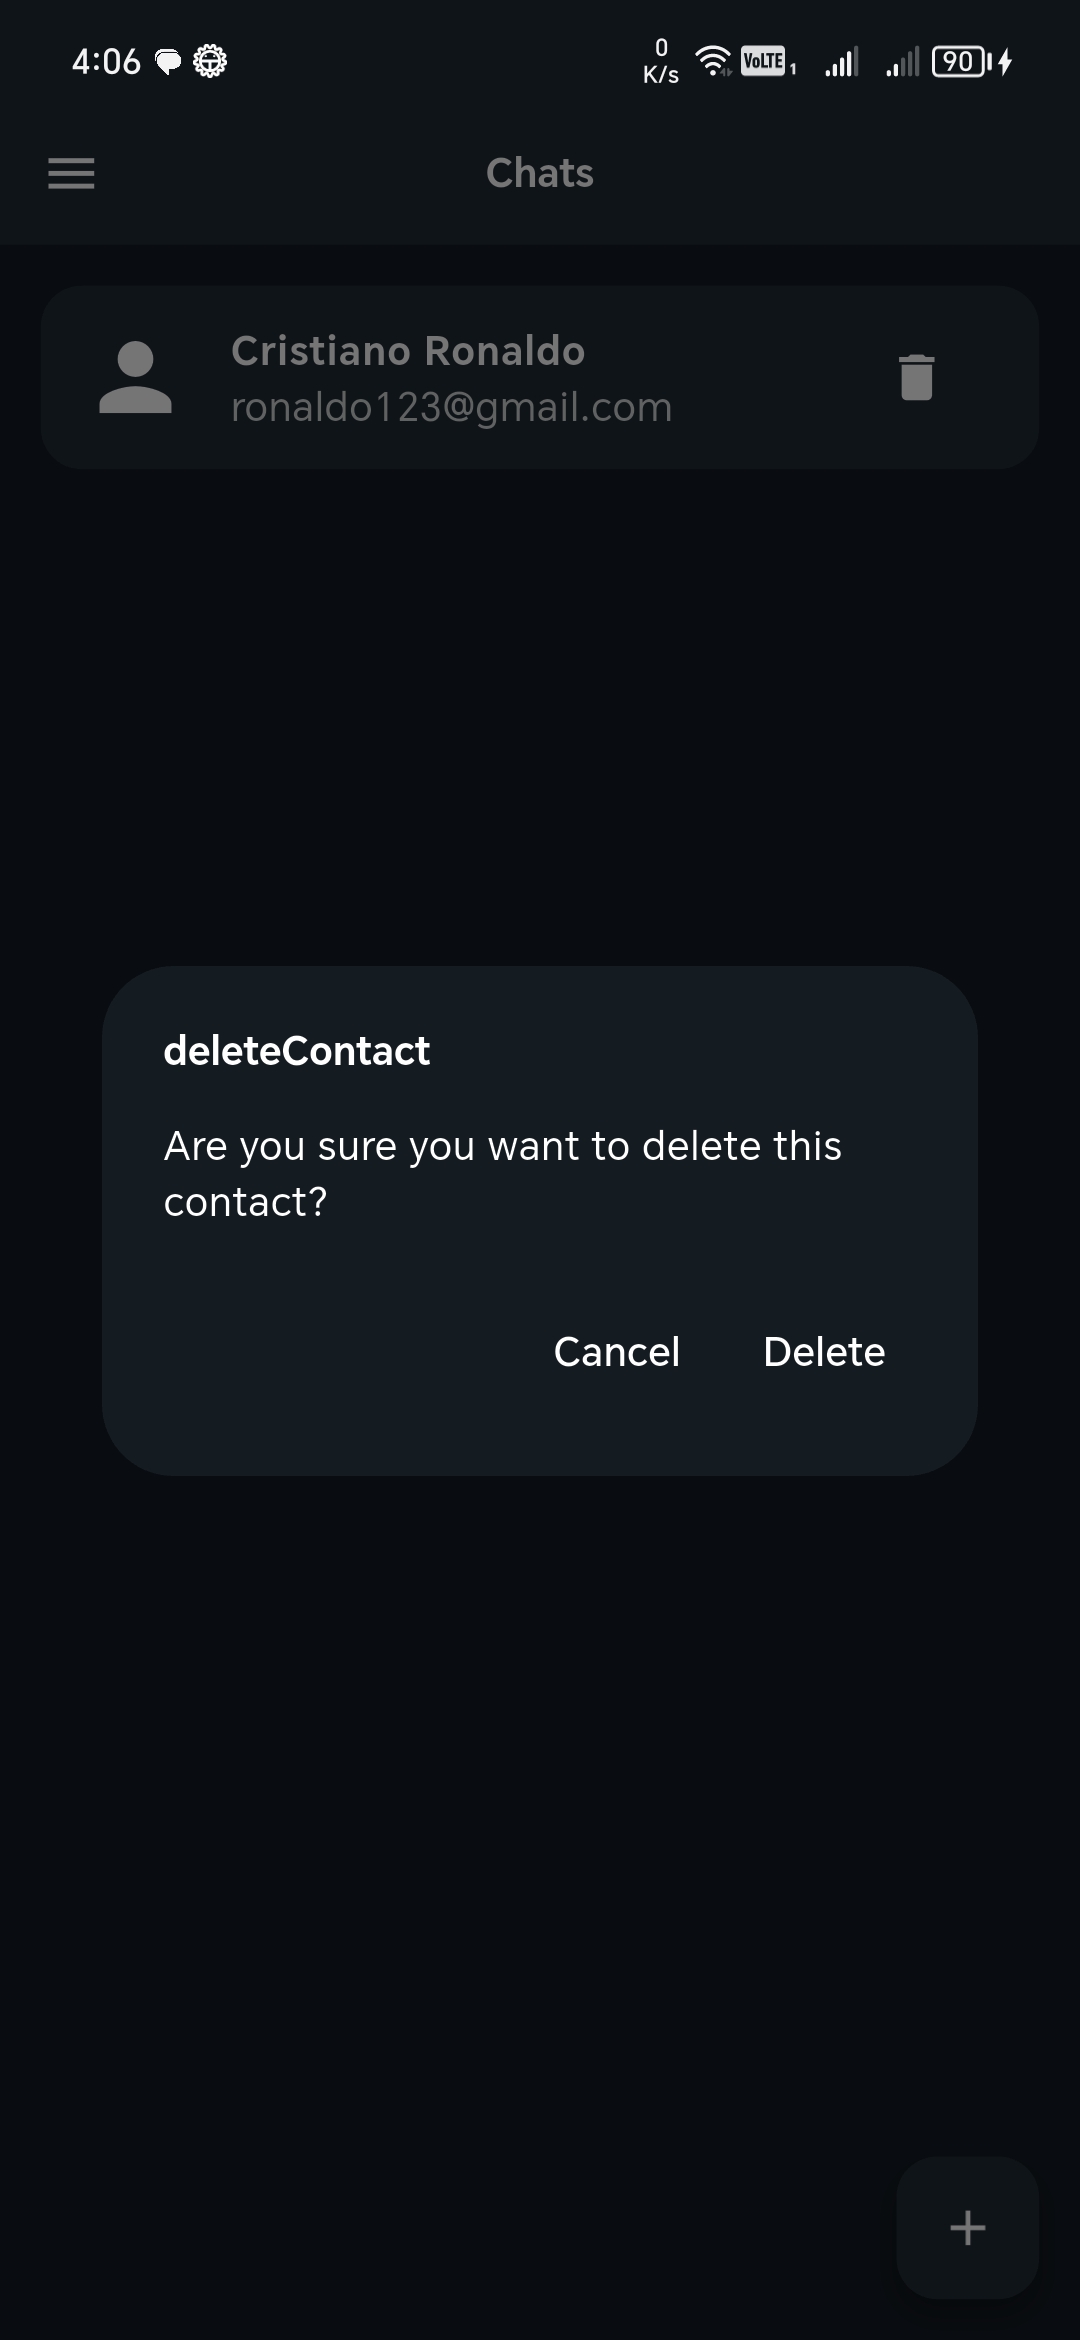 4:06
0
K/s
VoLTE 1
90
Chats
Cristiano Ronaldo
ronaldo123@gmail.com
deleteContact
Are you sure you want to delete this
contact?
Cancel Delete